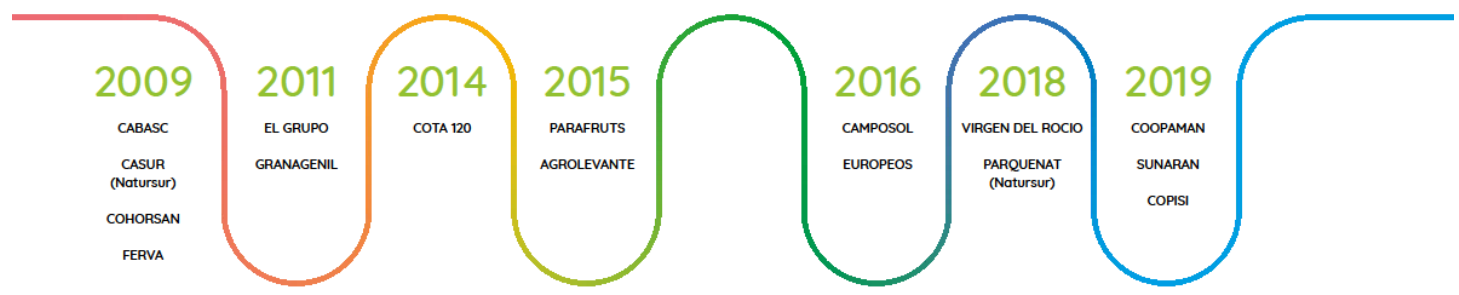 2009
CABASC
CASUR
(Natursur)
COHORSAN
FERVA
2011
EL GRUPO
GRANAGENIL
2014
COTA 120
2015
PARAFRUTS
AGROLEVANTE
2016
CAMPOSOL
EUROPEOS
2018
VIRGEN DEL ROCIO
PARQUENAT
(Natursur)
2019
COOPAMAN
SUNARAN
COPISI